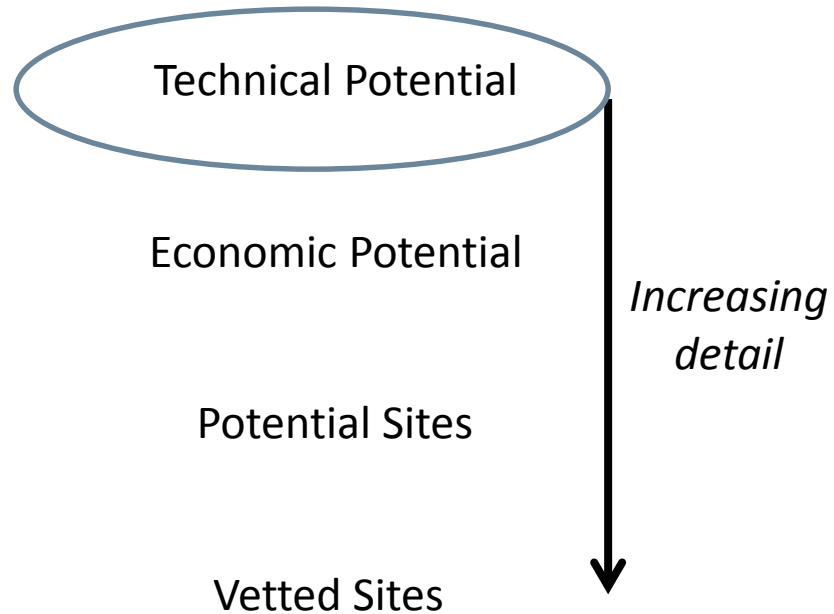 Technical Potential
Economic Potential
Increasing
detail
Potential Sites
Vetted Sites